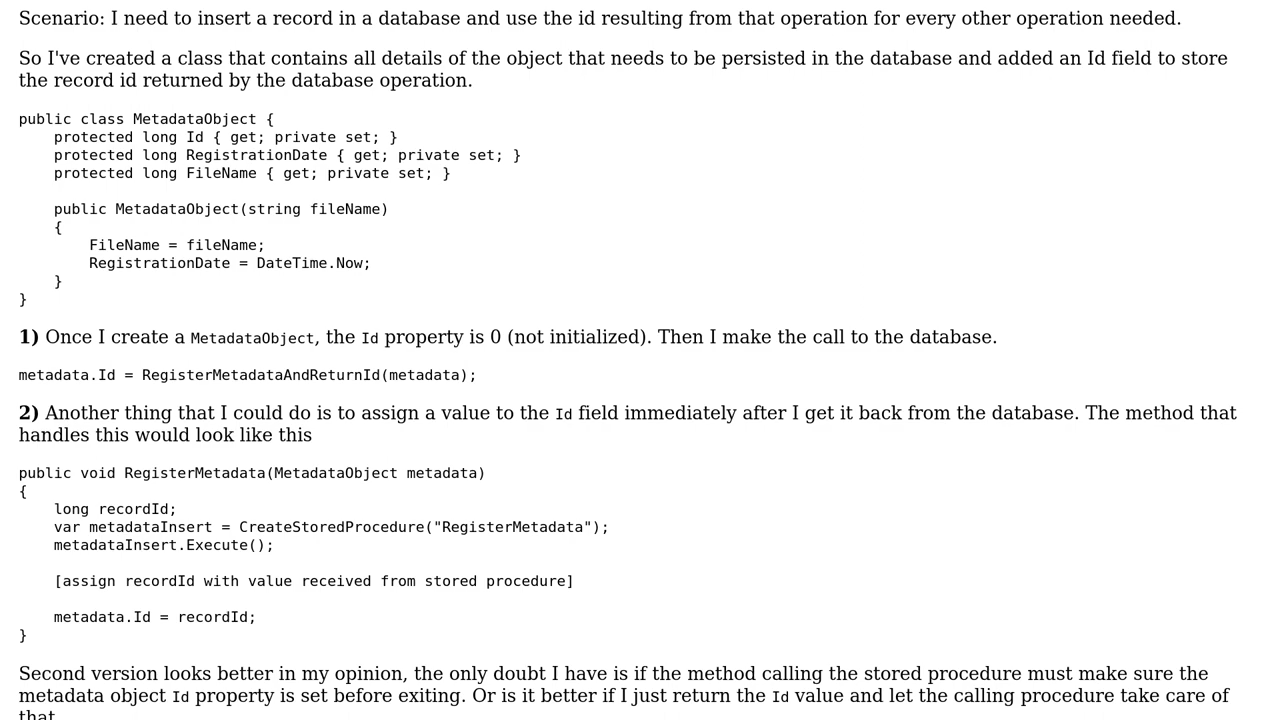 Scenario: I need to insert a record in a database and use the id resulting from that operation for every other operation needed.
So I've created a class that contains all details of the object that needs to be persisted in the database and added an Id field to store
the record id returned by the database operation.
public class MetadataObject {
    protected long Id { get; private set; }
    protected long RegistrationDate { get; private set; }
    protected long FileName { get; private set; }

    public MetadataObject(string fileName)
    {
        FileName = fileName;
        RegistrationDate = DateTime.Now;
    }
}
1) Once I create a MetadataObject, the Id property is 0 (not initialized). Then I make the call to the database.
metadata.Id = RegisterMetadataAndReturnId(metadata);
2) Another thing that I could do is to assign a value to the Id field immediately after I get it back from the database. The method that
handles this would look like this
public void RegisterMetadata(MetadataObject metadata)
{
    long recordId;
    var metadataInsert = CreateStoredProcedure("RegisterMetadata");
    metadataInsert.Execute();

    [assign recordId with value received from stored procedure]

    metadata.Id = recordId;
}
Second version looks better in my opinion, the only doubt I have is if the method calling the stored procedure must make sure the
metadata object Id property is set before exiting. Or is it better if I just return the Id value and let the calling procedure take care of
that